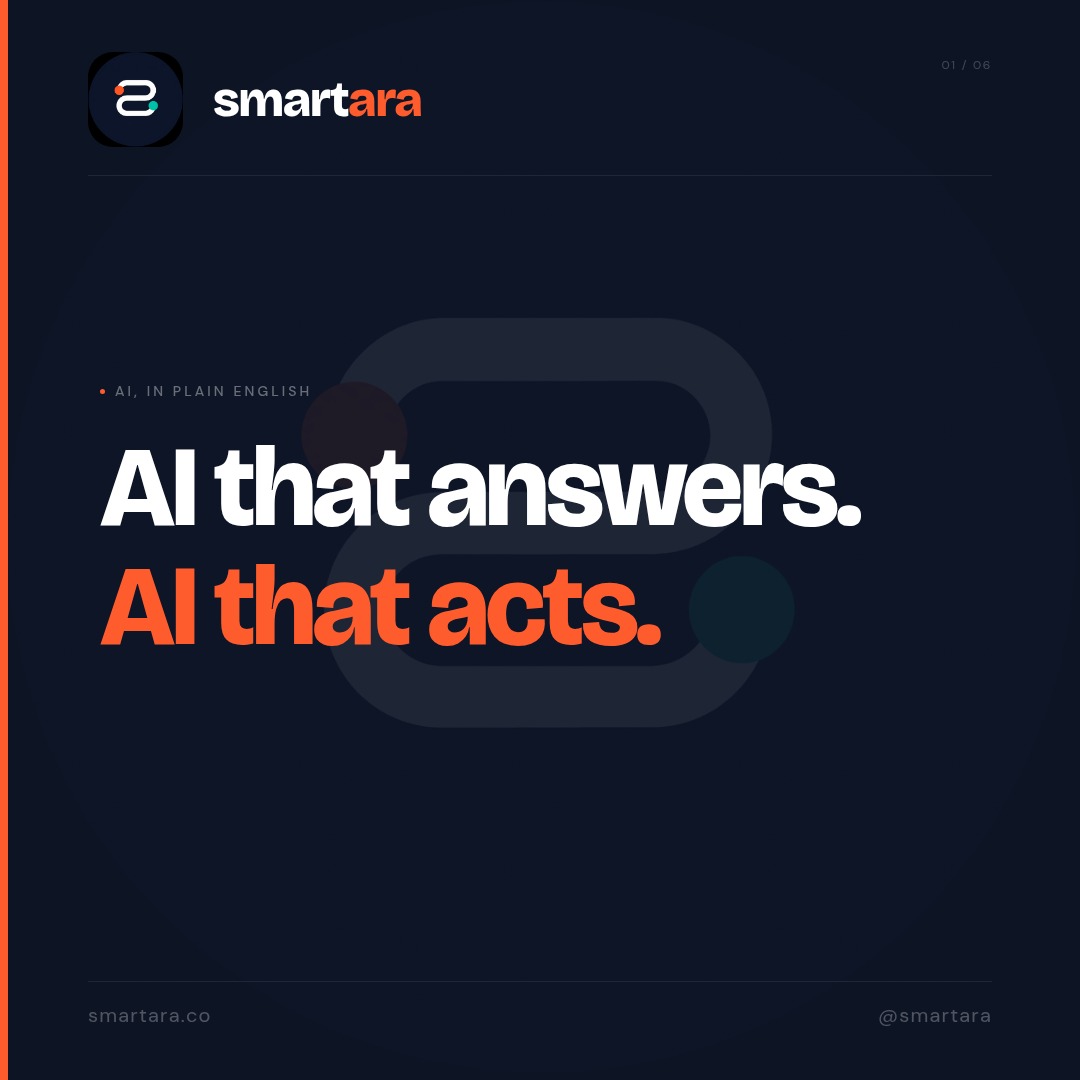 smartara
01 / 06
AI, IN PLAIN ENGLISH
AI that answers.
AI that acts.
smartara.co
@smartara